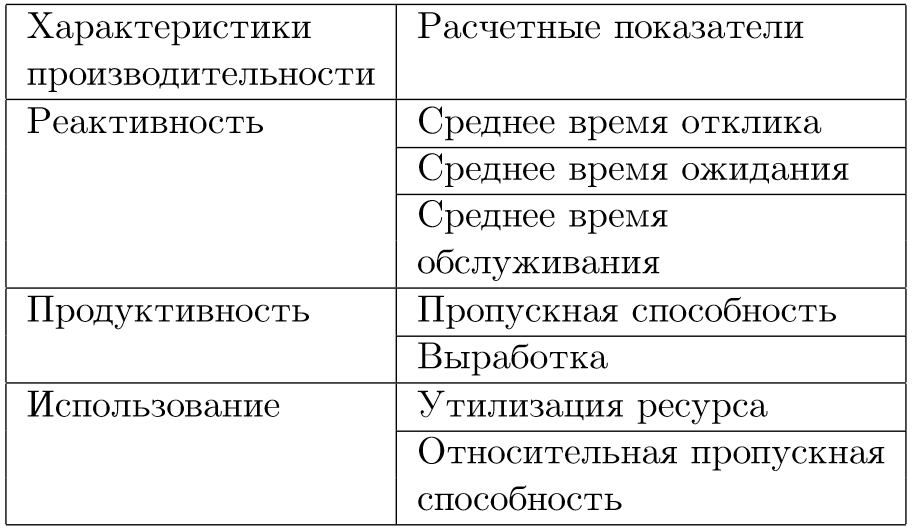 Характеристики
производительности
Расчетные показатели
Реактивность
Среднее время отклика
Среднее время ожидания
Среднее время
обслуживания
Продуктивность
Пропускная способность
Выработка
Использование
Утилизация ресурса
Относительная пропускная
способность